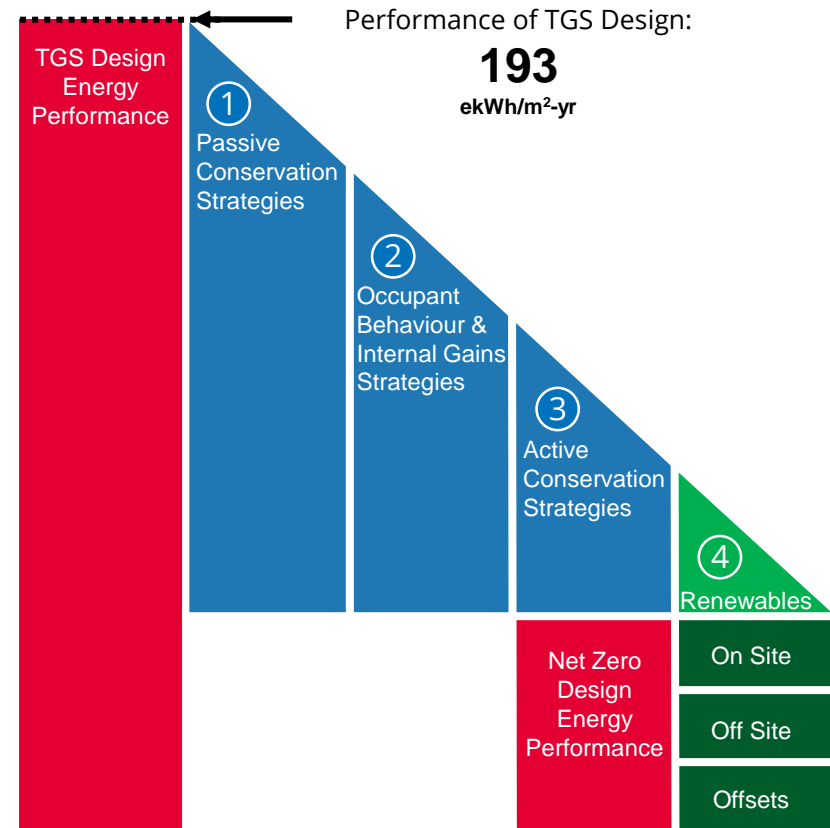 Performance of TGS Design:
193
ekWh/m²-yr
TGS Design
Energy
Performance
1
Passive
Conservation
Strategies
2
Occupant
Behaviour &
Internal Gains
Strategies
3
Active
Conservation
Strategies
4
Renewables
Net Zero
Design
Energy
Performance
On Site
Off Site
Offsets